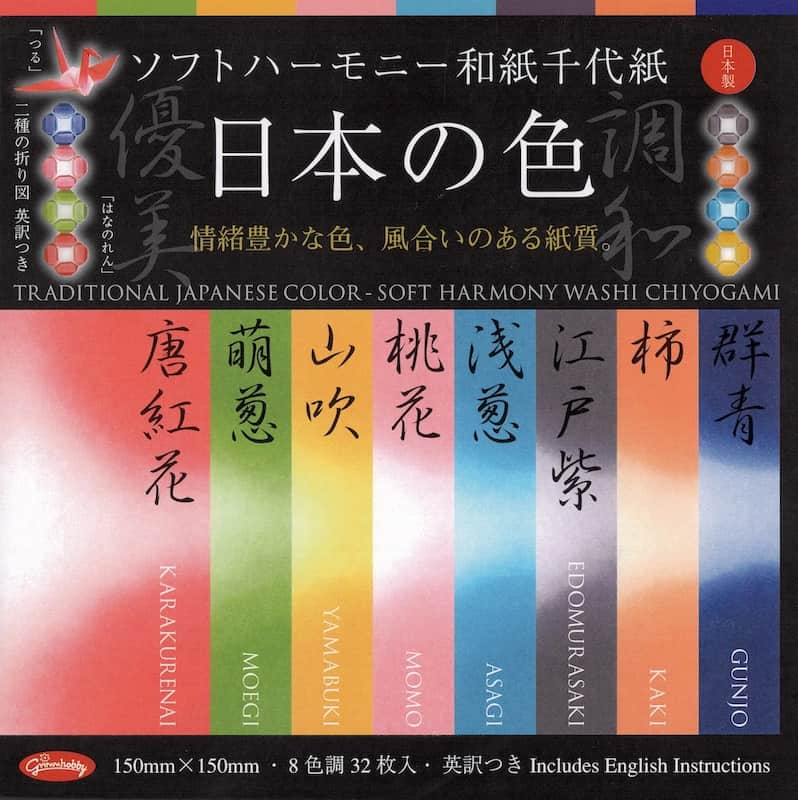 「つる」
ソフトハーモニー和紙千代紙
日本製
優美
調和
日本の色
二種の折り図 英訳つき
「はなのれん」
情緒豊かな色、風合いのある紙質。
TRADITIONAL JAPANESE COLOR-SOFT HARMONY WASHI CHIYOGAMI
唐紅花
KARAKURENAI
萌葱
MOEGI
山吹
YAMABUKI
桃花
MOMO
浅葱
ASAGI
江戸紫
EDOMURASAKI
柿
KAKI
群青
GUNJO
Grimmhobby
150mm×150mm・8色調32枚入・英訳つき Includes English Instructions